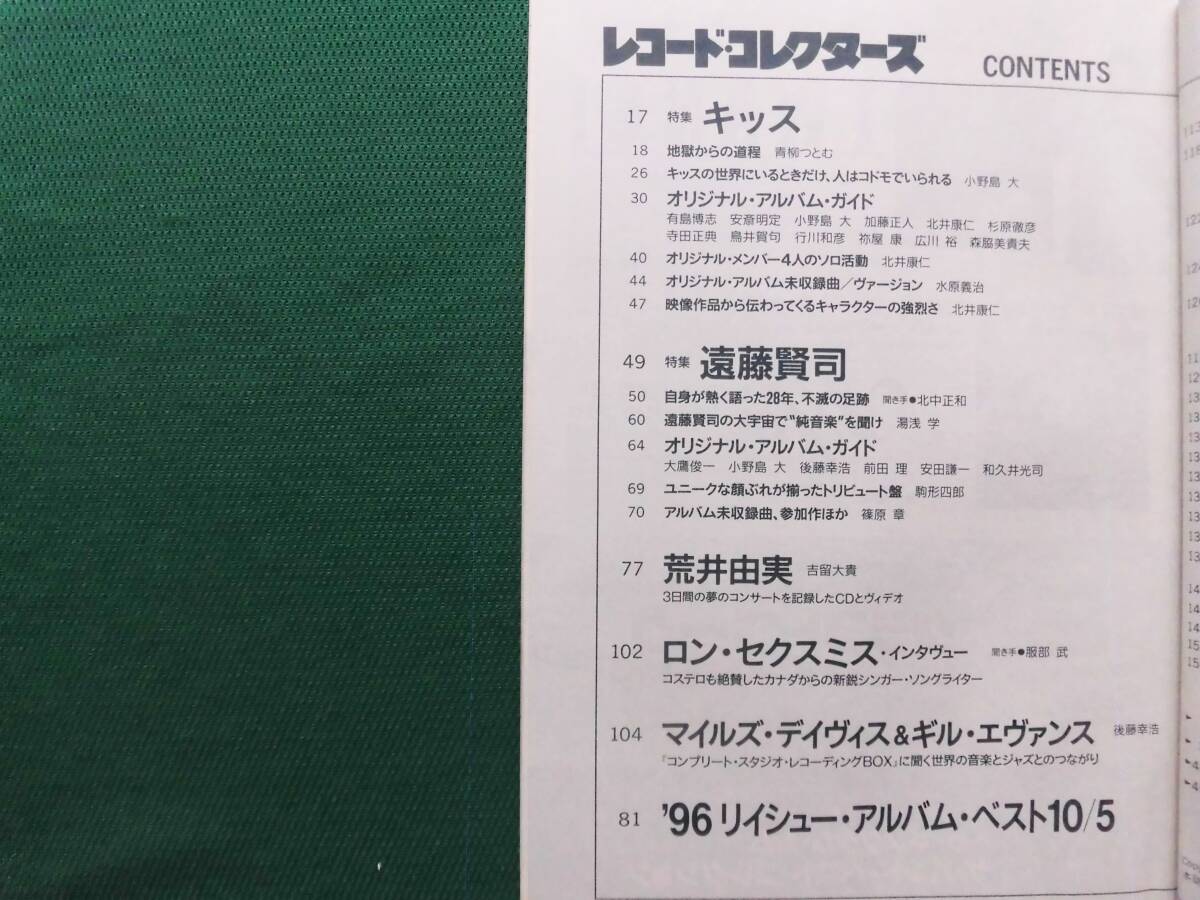 レコード・コレクターズ CONTENTS
17 特集 キッス
18 地獄からの道程 青柳つとむ
26 キッスの世界にいるときだけ、人はコドモでいられる 小野島 大
30 オリジナル・アルバム・ガイド
有島博志 安斎明定 小野島 大 加藤正人 北井康仁 杉原徹彦
寺田正典 鳥井賀句 行川和彦 祢屋 康 広川 裕 森脇美貴夫
40 オリジナル・メンバー4人のソロ活動 北井康仁
44 オリジナル・アルバム未収録曲/ヴァージョン 水原義治
47 映像作品から伝わってくるキャラクターの強烈さ 北井康仁
49 特集 遠藤賢司
50 自身が熱く語った28年、不滅の足跡 聞き手●北中正和
60 遠藤賢司の大宇宙で“純音楽”を聞け 湯浅 学
64 オリジナル・アルバム・ガイド
大鷹俊一 小野島 大 後藤幸浩 前田 理 安田謙一 和久井光司
69 ユニークな顔ぶれが揃ったトリビュート盤 駒形四郎
70 アルバム未収録曲、参加作ほか 篠原 章
77 荒井由実 吉留大貴
3日間の夢のコンサートを記録したCDとヴィデオ
102 ロン・セクスミス・インタヴュー 聞き手●服部 武
コステロも絶賛したカナダからの新鋭シンガー・ソングライター
104 マイルズ・デイヴィス&ギル・エヴァンス 後藤幸浩
『コンプリート・スタジオ・レコーディングBOX』に聞く世界の音楽とジャズとのつながり
81 ’96 リイシュー・アルバム・ベスト10/5